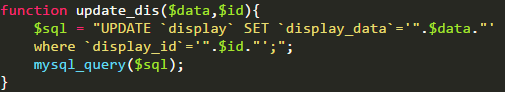 function update_dis($data,$id){
$sql = "UPDATE `display` SET `display_data`='".$data."'
where `display_id`='".$id."';";
mysql_query($sql);
}